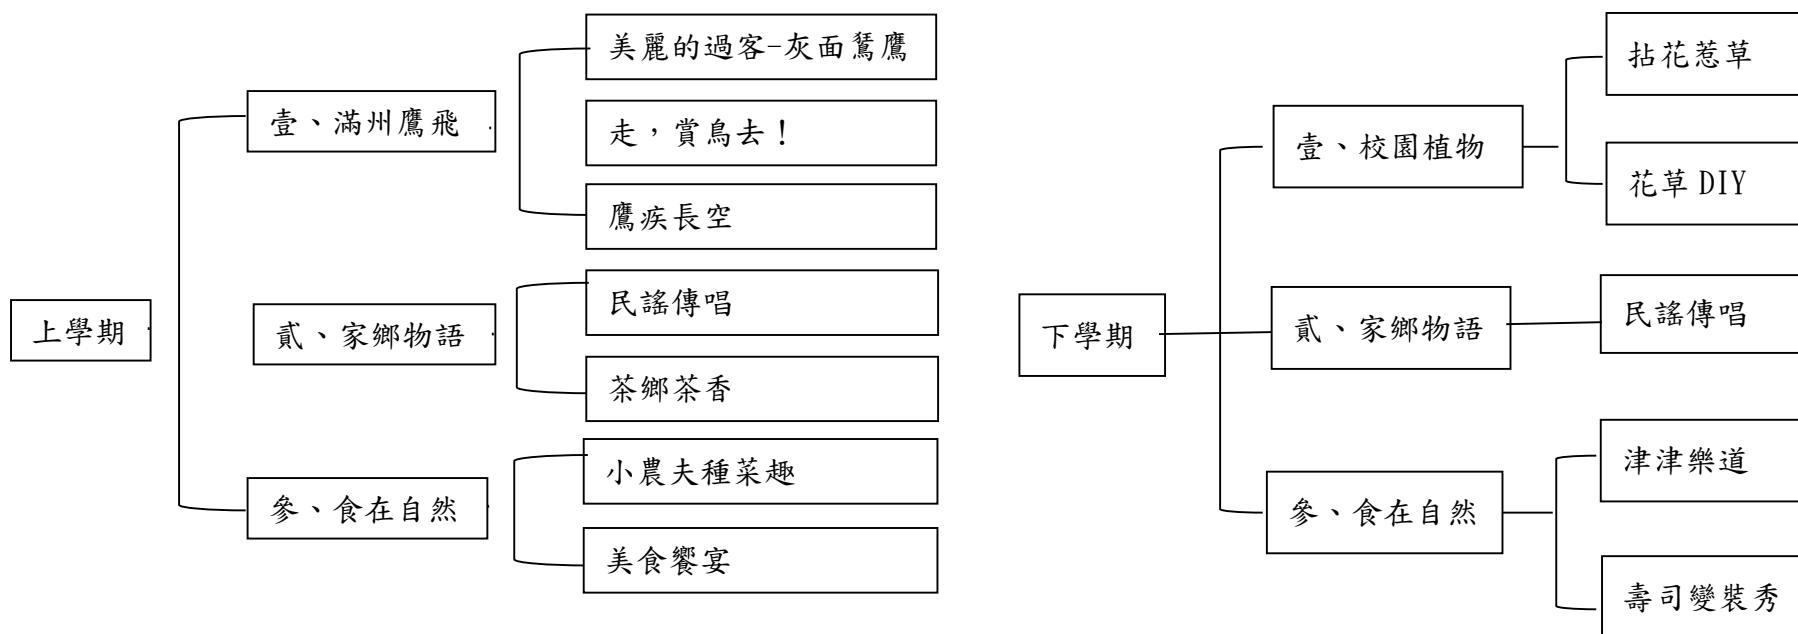 上學期
壹、滿州鷹飛
美麗的過客-灰面鵟鷹
走，賞鳥去！
鷹疾長空
貳、家鄉物語
民謠傳唱
茶鄉茶香
參、食在自然
小農夫種菜趣
美食饗宴
下學期
壹、校園植物
拈花惹草
花草 DIY
貳、家鄉物語
民謠傳唱
參、食在自然
津津樂道
壽司變裝秀